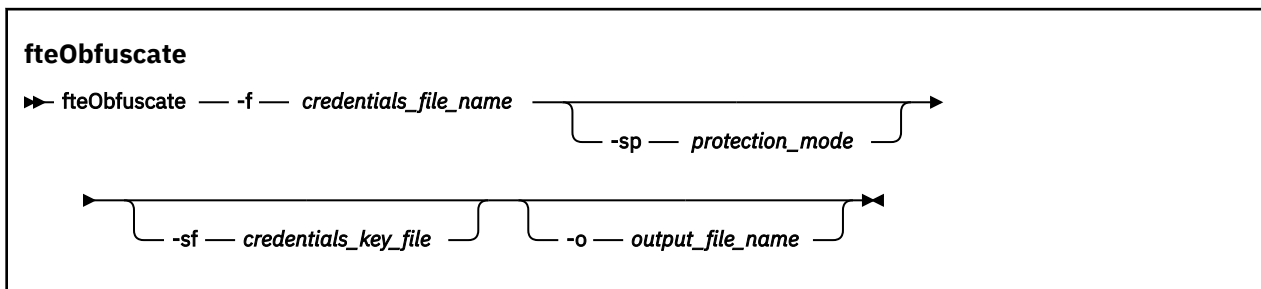 fteObfuscate
fteObfuscate -f credentials_file_name
-sp protection_mode
-sf credentials_key_file -o output_file_name